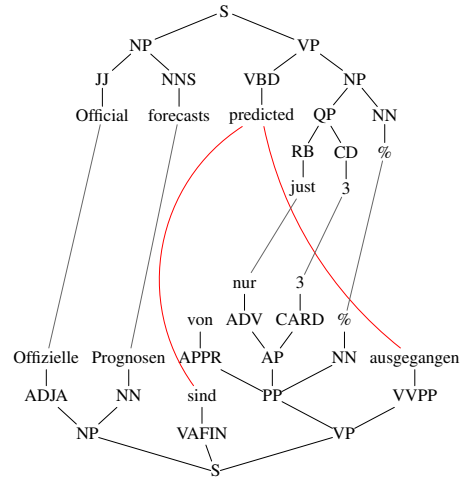 S
NP VP
JJ NNS VBD NP
Official forecasts predicted QP NN
RB CD %
just 3
nur 3
von ADV CARD %
Offizielle Prognosen APPR AP NN ausgegangen
ADJA NN sind PP VVPP
NP VAFIN VP
S